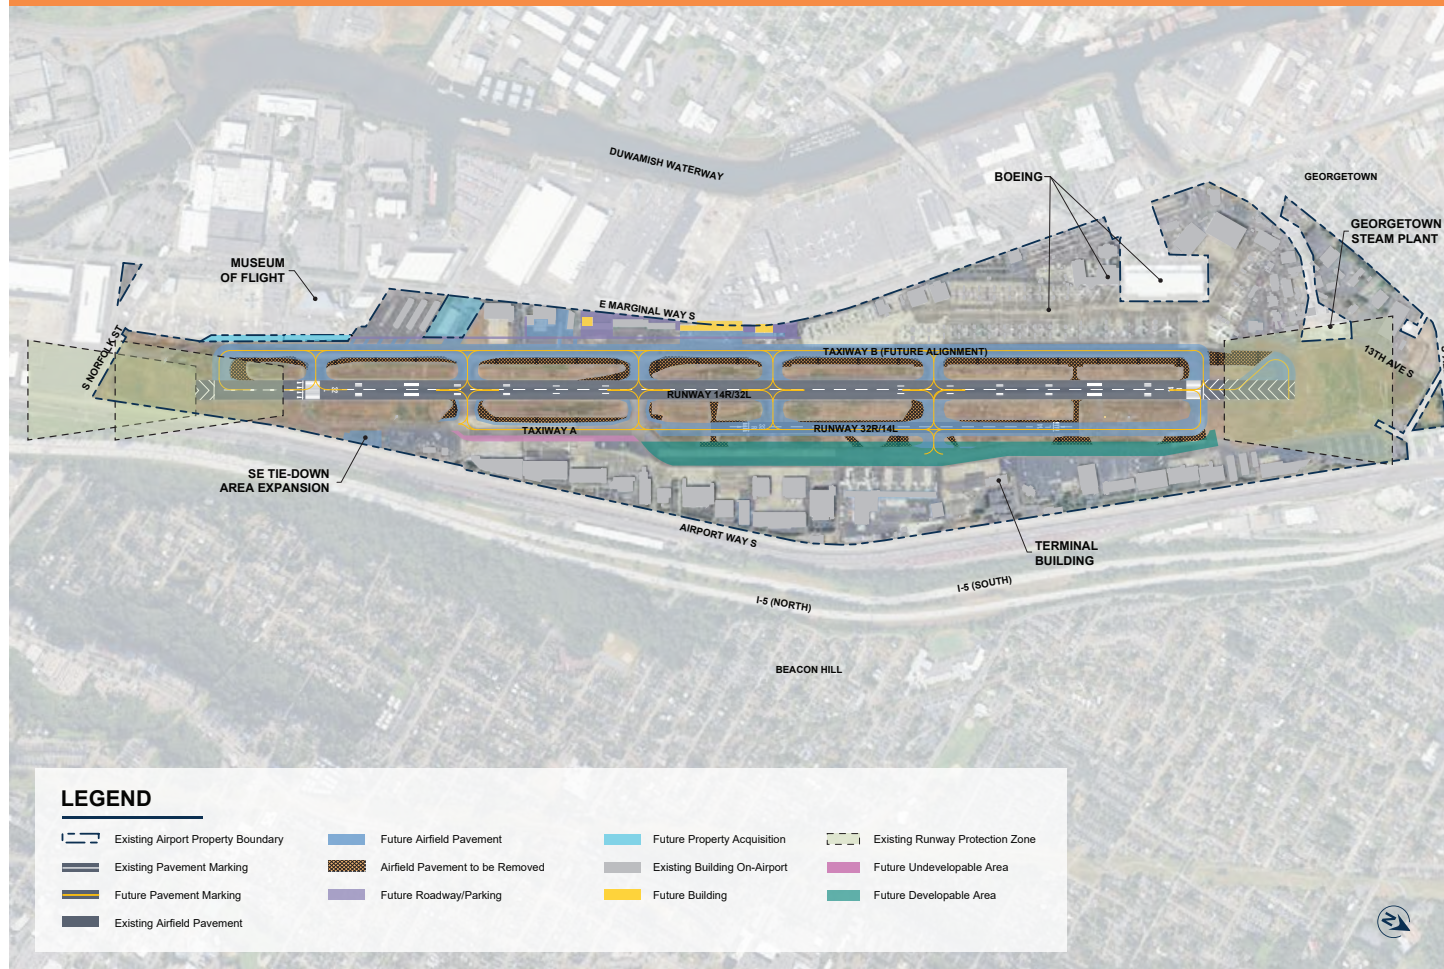 DUWAMISH WATERWAY
BOEING
GEORGETOWN
GEORGETOWN
STEAM PLANT
MUSEUM
OF FLIGHT
E MARGINAL WAY S
S NORFOLK ST
13TH AVE S
TAXIWAY B (FUTURE ALIGNMENT)
RUNWAY 14R/32L
TAXIWAY A
RUNWAY 32R/14L
SE TIE-DOWN
AREA EXPANSION
AIRPORT WAY S
TERMINAL
BUILDING
I-5 (SOUTH)
I-5 (NORTH)
BEACON HILL
LEGEND
Existing Airport Property Boundary
Existing Pavement Marking
Future Pavement Marking
Existing Airfield Pavement
Future Airfield Pavement
Airfield Pavement to be Removed
Future Roadway/Parking
Future Property Acquisition
Existing Building On-Airport
Future Building
Existing Runway Protection Zone
Future Undevelopable Area
Future Developable Area
N